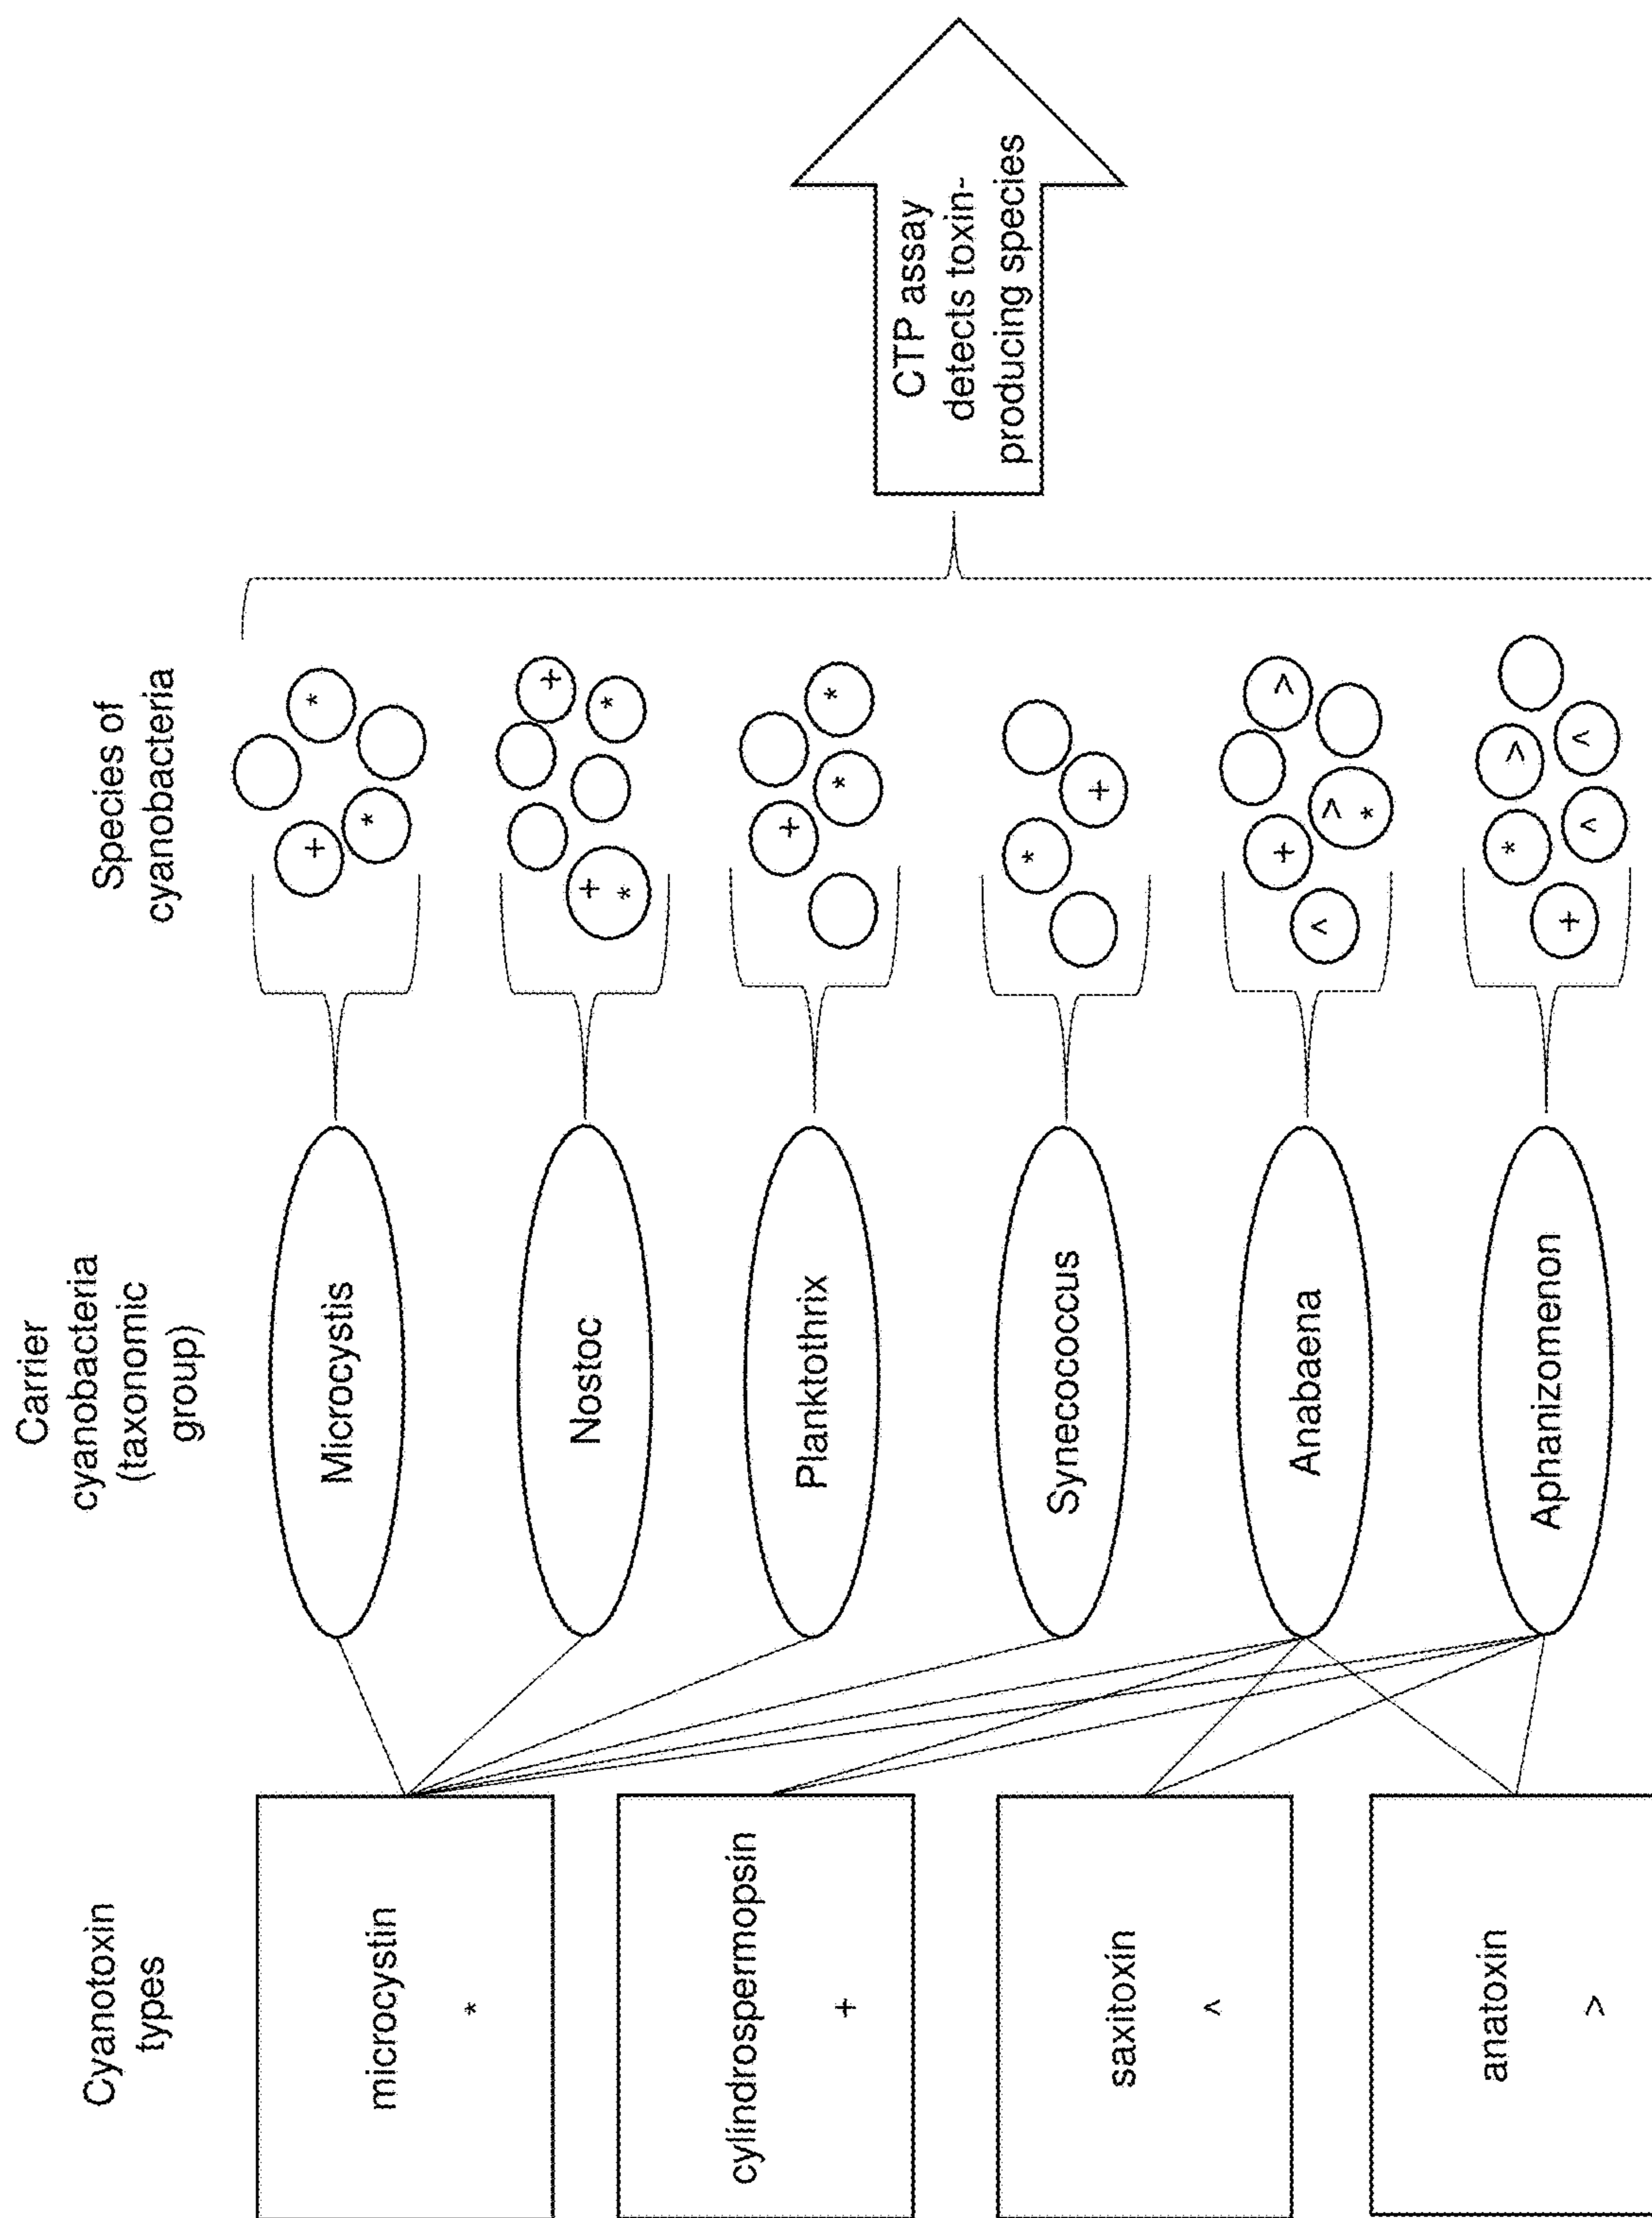 Cyanotoxin
types
Carrier
cyanobacteria
(taxonomic
group)
Species of
cyanobacteria
microcystin
*
cylindrospermopsin
+
saxitoxin
anatoxin
Microcystis
Nostoc
Planktothrix
Synecococcus
Anabaena
Aphanizomenon
CTP assay
detects toxin-
producing species